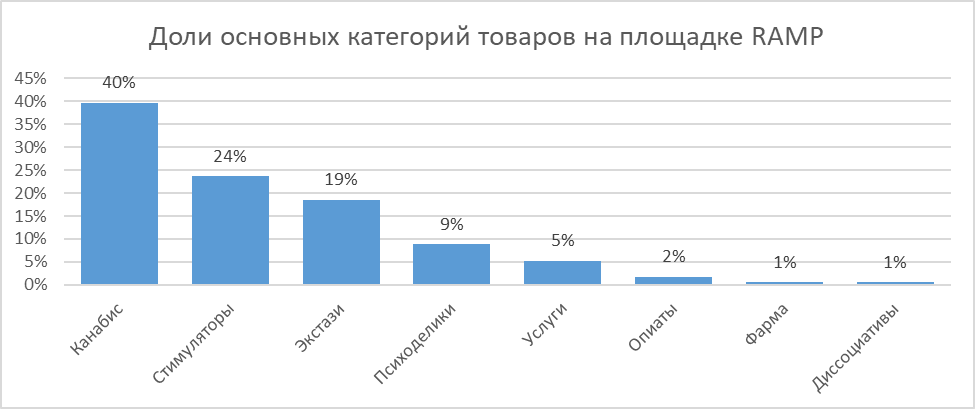 Доли основных категорий товаров на площадке RAMP
45%
40%
35%
30%
25%
20%
15%
10%
5%
0%
40%
24%
19%
9%
5%
2%
1%
1%
Канабис
Стимуляторы
Экстази
Психоделики
Услуги
Опиаты
Фарма
Диссоциативы